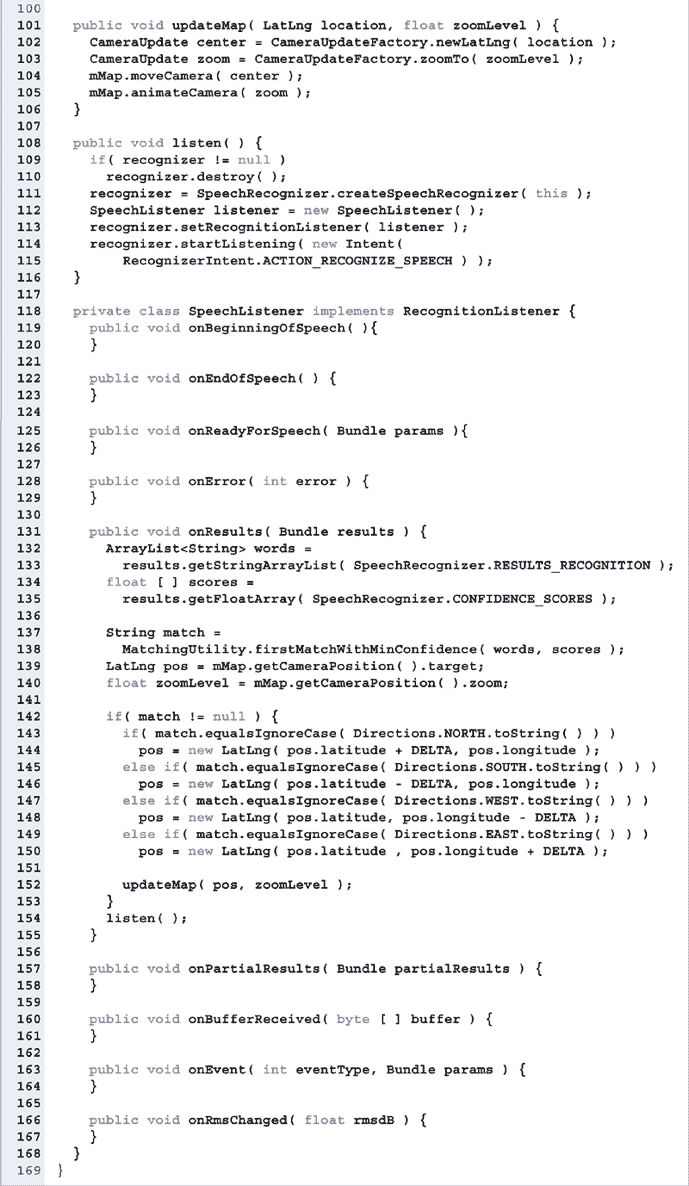 100
101 public void updateMap( LatLng location, float zoomLevel ) {
102 CameraUpdate center = CameraUpdateFactory.newLatLng( location );
103 CameraUpdate zoom = CameraUpdateFactory.zoomTo( zoomLevel );
104 mMap.moveCamera( center );
105 mMap.animateCamera( zoom );
106 }
107
108 public void listen( ) {
109 if( recognizer != null )
110 recognizer.destroy( );
111 recognizer = SpeechRecognizer.createSpeechRecognizer( this );
112 SpeechListener listener = new SpeechListener( );
113 recognizer.setRecognitionListener( listener );
114 recognizer.startListening( new Intent(
115 RecognizerIntent.ACTION_RECOGNIZE_SPEECH ) );
116 }
117
118 private class SpeechListener implements RecognitionListener {
119 public void onBeginningOfSpeech( ){
120 }
121
122 public void onEndOfSpeech( ) {
123 }
124
125 public void onReadyForSpeech( Bundle params ){
126 }
127
128 public void onError( int error ) {
129 }
130
131 public void onResults( Bundle results ) {
132 ArrayList<String> words =
133 results.getStringArrayList( SpeechRecognizer.RESULTS_RECOGNITION );
134 float [ ] scores =
135 results.getFloatArray( SpeechRecognizer.CONFIDENCE_SCORES );
136
137 String match =
138 MatchingUtility.firstMatchWithMinConfidence( words, scores );
139 LatLng pos = mMap.getCameraPosition( ).target;
140 float zoomLevel = mMap.getCameraPosition( ).zoom;
141
142 if( match != null ) {
143 if( match.equalsIgnoreCase( Directions.NORTH.toString( ) ) )
144 pos = new LatLng( pos.latitude + DELTA, pos.longitude );
145 else if( match.equalsIgnoreCase( Directions.SOUTH.toString( ) ) )
146 pos = new LatLng( pos.latitude - DELTA, pos.longitude );
147 else if( match.equalsIgnoreCase( Directions.WEST.toString( ) ) )
148 pos = new LatLng( pos.latitude, pos.longitude - DELTA );
149 else if( match.equalsIgnoreCase( Directions.EAST.toString( ) ) )
150 pos = new LatLng( pos.latitude , pos.longitude + DELTA );
151
152 updateMap( pos, zoomLevel );
153 }
154 listen( );
155 }
156
157 public void onPartialResults( Bundle partialResults ) {
158 }
159
160 public void onBufferReceived( byte [ ] buffer ) {
161 }
162
163 public void onEvent( int eventType, Bundle params ) {
164 }
165
166 public void onRmsChanged( float rmsdB ) {
167 }
168 }
169 }